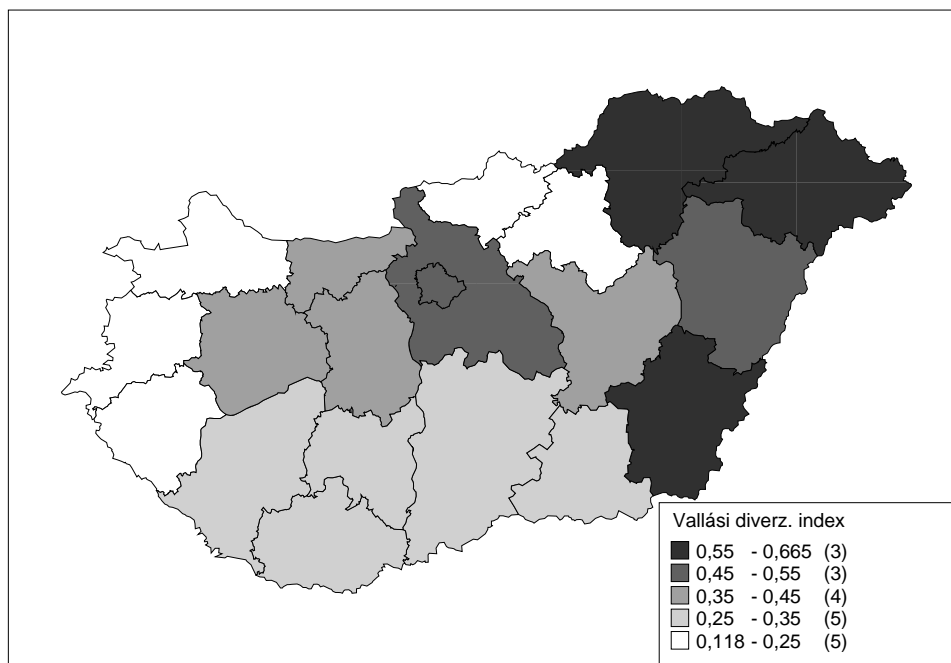 Vallási diverz. index
0,55 - 0,665 (3)
0,45 - 0,55 (3)
0,35 - 0,45 (4)
0,25 - 0,35 (5)
0,118 - 0,25 (5)